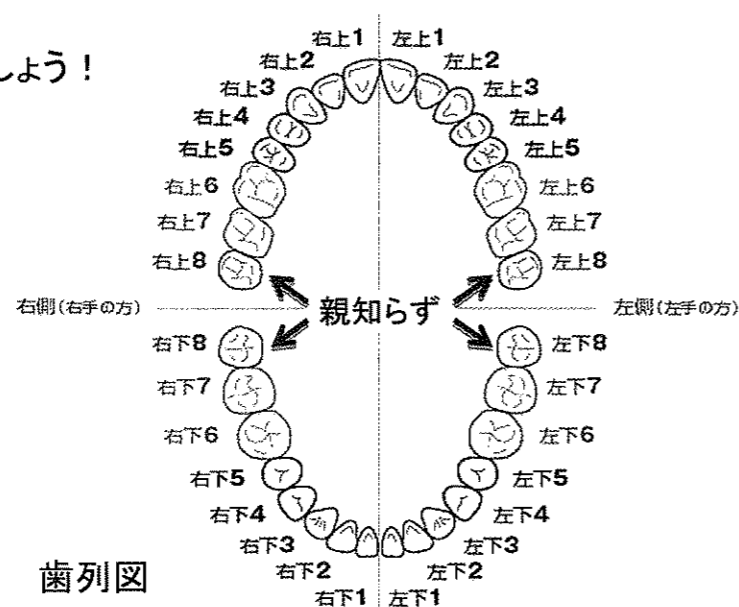 しょう！
右上1 左上1
右上2 左上2
右上3 左上3
右上4 左上4
右上5 左上5
右上6 左上6
右上7 左上7
右上8 左上8
右側(右手の方) 親知らず 左側(左手の方)
右下8 左下8
右下7 左下7
右下6 左下6
右下5 左下5
右下4 左下4
右下3 左下3
右下2 左下2
右下1 左下1
歯列図